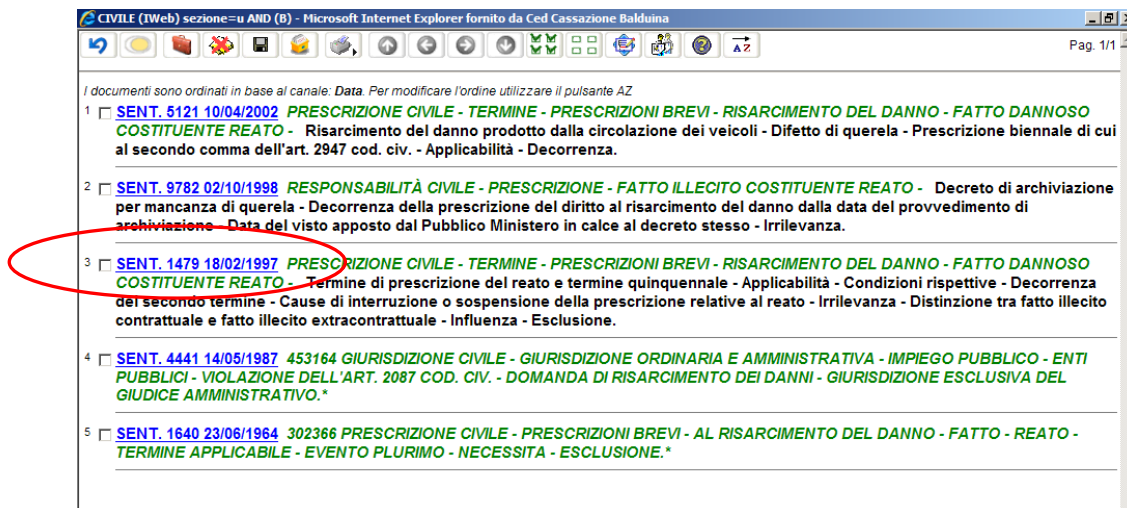 CIVILE (IWeb) sezione=u AND (B) - Microsoft Internet Explorer fornito da Ced Cassazione Balduina
Pag. 1/1
I documenti sono ordinati in base al canale: Data. Per modificare l'ordine utilizzare il pulsante AZ
1 SENT. 5121 10/04/2002 PRESCRIZIONE CIVILE - TERMINE - PRESCRIZIONI BREVI - RISARCIMENTO DEL DANNO - FATTO DANNOSO
COSTITUENTE REATO - Risarcimento del danno prodotto dalla circolazione dei veicoli - Difetto di querela - Prescrizione biennale di cui
al secondo comma dell'art. 2947 cod. civ. - Applicabilità - Decorrenza.
2 SENT. 9782 02/10/1998 RESPONSABILITÀ CIVILE - PRESCRIZIONE - FATTO ILLECITO COSTITUENTE REATO - Decreto di archiviazione
per mancanza di querela - Decorrenza della prescrizione del diritto al risarcimento del danno dalla data del provvedimento di
archiviazione - Data del visto apposto dal Pubblico Ministero in calce al decreto stesso - Irrilevanza.
3 SENT. 1479 18/02/1997 PRESCRIZIONE CIVILE - TERMINE - PRESCRIZIONI BREVI - RISARCIMENTO DEL DANNO - FATTO DANNOSO
COSTITUENTE REATO - Termine di prescrizione del reato e termine quinquennale - Applicabilità - Condizioni rispettive - Decorrenza
del secondo termine - Cause di interruzione o sospensione della prescrizione relative al reato - Irrilevanza - Distinzione tra fatto illecito
contrattuale e fatto illecito extracontrattuale - Influenza - Esclusione.
4 SENT. 4441 14/05/1987 453164 GIURISDIZIONE CIVILE - GIURISDIZIONE ORDINARIA E AMMINISTRATIVA - IMPIEGO PUBBLICO - ENTI
PUBBLICI - VIOLAZIONE DELL'ART. 2087 COD. CIV. - DOMANDA DI RISARCIMENTO DEI DANNI - GIURISDIZIONE ESCLUSIVA DEL
GIUDICE AMMINISTRATIVO.*
5 SENT. 1640 23/06/1964 302366 PRESCRIZIONE CIVILE - PRESCRIZIONI BREVI - AL RISARCIMENTO DEL DANNO - FATTO - REATO -
TERMINE APPLICABILE - EVENTO PLURIMO - NECESSITA - ESCLUSIONE.*